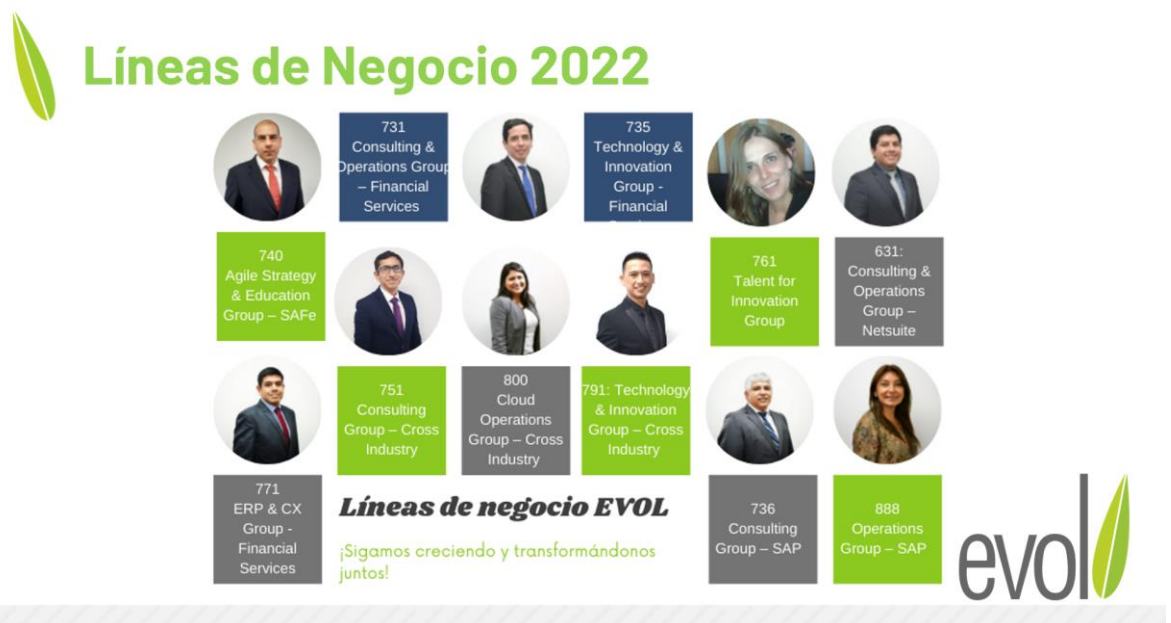 Líneas de Negocio 2022
731
Consulting &
Operations Group
– Financial
Services
735
Technology &
Innovation
Group -
Financial
740
Agile Strategy
& Education
Group – SAFe
761
Talent for
Innovation
Group
631:
Consulting &
Operations
Group –
Netsuite
751
Consulting
Group – Cross
Industry
800
Cloud
Operations
Group – Cross
Industry
791: Technology
& Innovation
Group – Cross
Industry
771
ERP & CX
Group -
Financial
Services
Líneas de negocio EVOL
¡Sigamos creciendo y transformándonos
juntos!
736
Consulting
Group – SAP
888
Operations
Group – SAP
evol